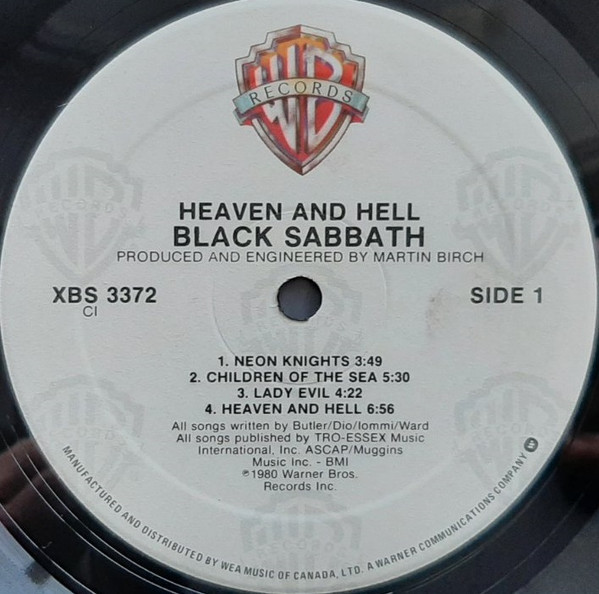 RECORDS
HEAVEN AND HELL
BLACK SABBATH
PRODUCED AND ENGINEERED BY MARTIN BIRCH
XBS 3372
CI
SIDE 1
1. NEON KNIGHTS 3:49
2. CHILDREN OF THE SEA 5:30
3. LADY EVIL 4:22
4. HEAVEN AND HELL 6:56
All songs written by Butler/Dio/Iommi/Ward
All songs published by TRO-ESSEX Music
International, Inc. ASCAP/Muggins
Music Inc. - BMI
℗1980 Warner Bros.
Records Inc.
MANUFACTURED AND DISTRIBUTED BY WEA MUSIC OF CANADA, LTD. A WARNER COMMUNICATIONS COMPANY